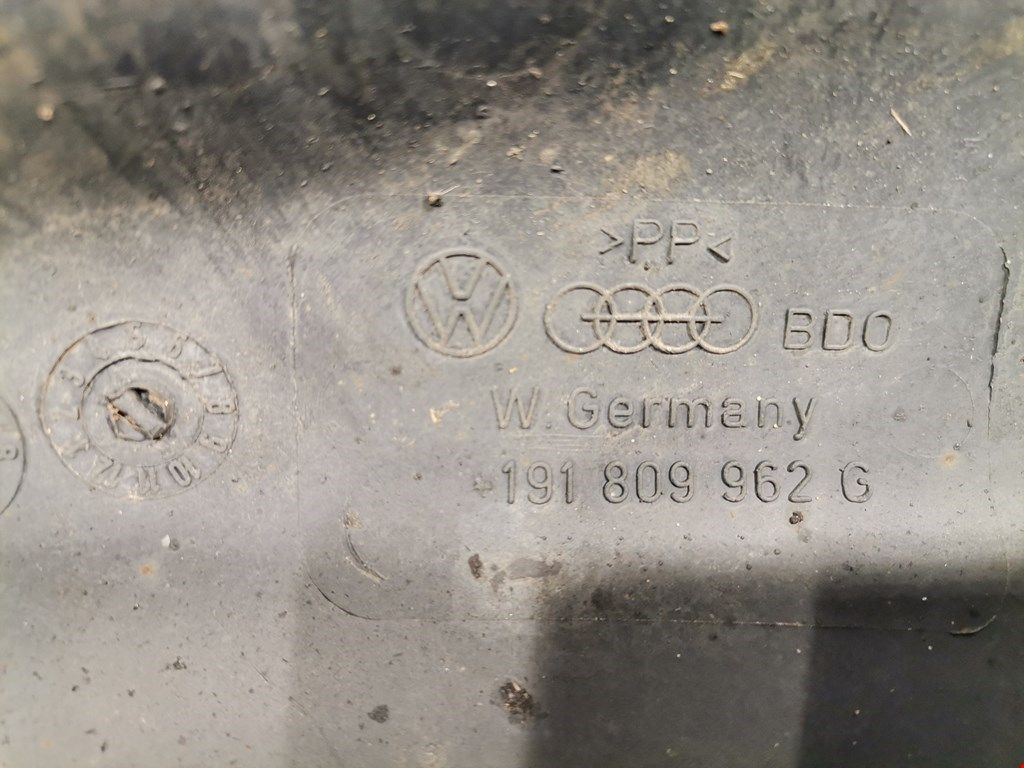 >PP<
BDO
W. Germany
191 809 962 G